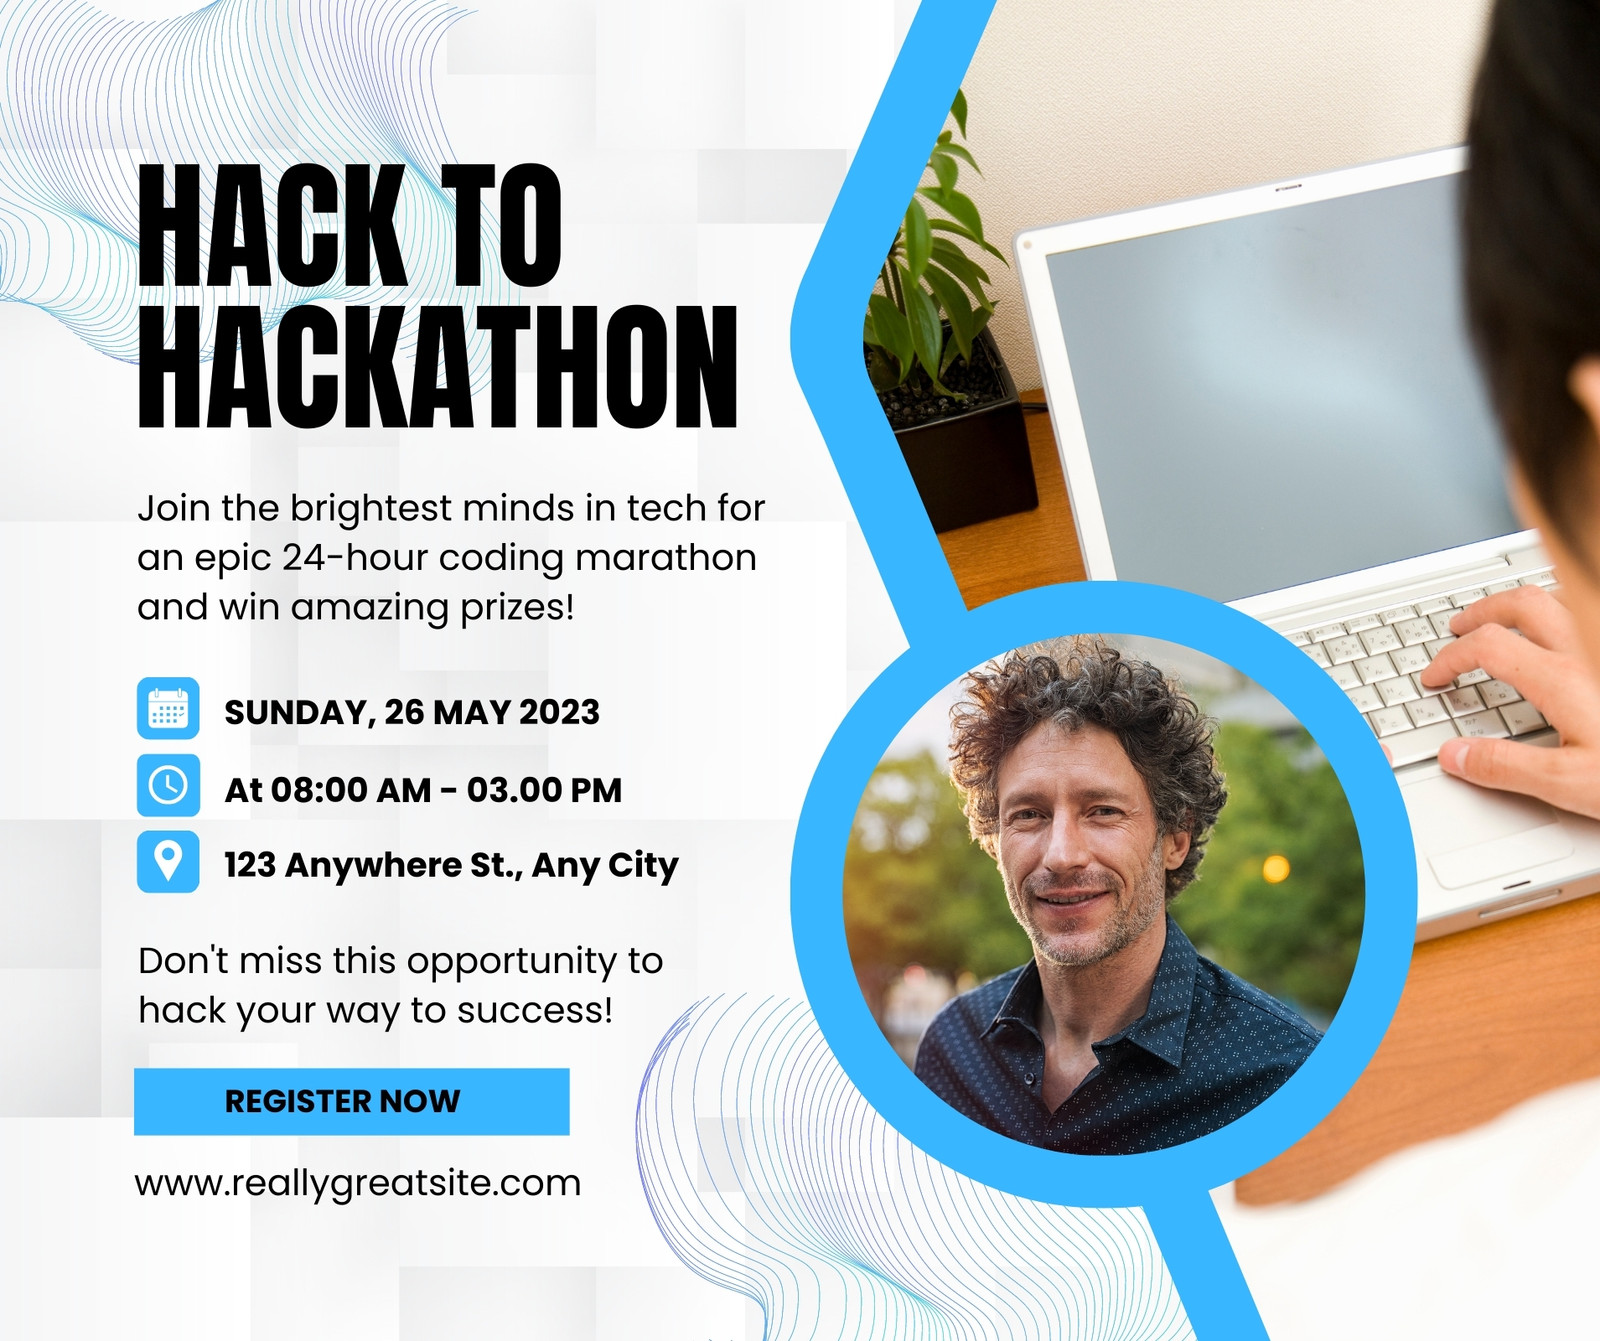 HACK TO
HACKATHON
Join the brightest minds in tech for
an epic 24-hour coding marathon
and win amazing prizes!
SUNDAY, 26 MAY 2023
At 08:00 AM - 03.00 PM
123 Anywhere St., Any City
Don't miss this opportunity to
hack your way to success!
REGISTER NOW
www.reallygreatsite.com